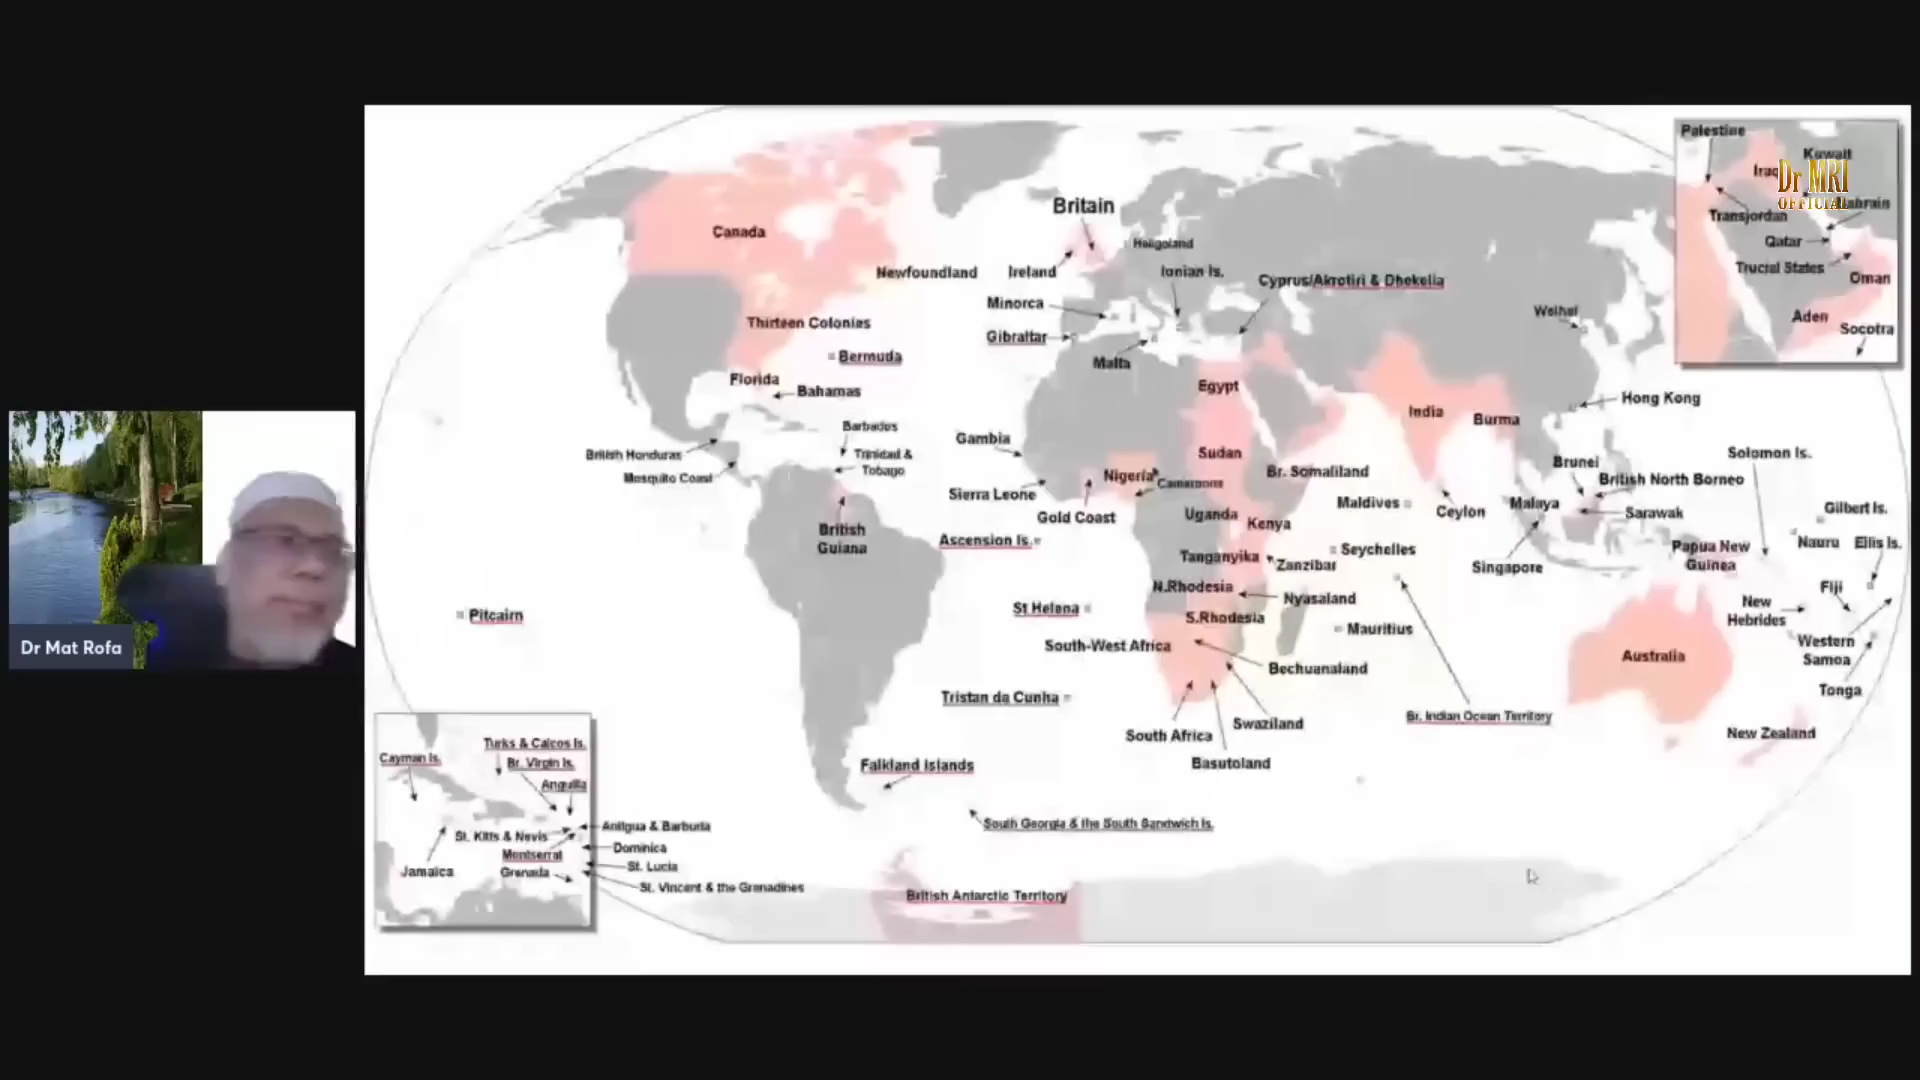 Palestine
Kuwait
Iraq
Dr MRI
OFFICIAL
Transjordan
Qatar
Trucial States
Oman
Aden
Socotra
Britain
Canada
Heligoland
Newfoundland
Ireland
Ionian Is.
Cyprus/Akrotiri & Dhekelia
Minorca
Weihai
Thirteen Colonies
Gibraltar
Bermuda
Malta
Florida
Bahamas
Egypt
Hong Kong
India
Burma
Barbados
Gambia
British Honduras
Trinidad &
Tobago
Sudan
Solomon Is.
Mosquito Coast
Nigeria
Cameroons
Br. Somaliland
Brunei
British North Borneo
Sierra Leone
Gold Coast
Maldives
Ceylon
Malaya
Sarawak
Gilbert Is.
Uganda
Kenya
British
Guiana
Ascension Is.
Tanganyika
Zanzibar
Seychelles
Singapore
Papua New
Guinea
Nauru
Ellis Is.
N.Rhodesia
Nyasaland
Fiji
Pitcairn
St Helena
S.Rhodesia
Mauritius
New
Hebrides
South-West Africa
Bechuanaland
Australia
Western
Samoa
Dr Mat Rofa
Tristan da Cunha
Tonga
South Africa
Swaziland
Br. Indian Ocean Territory
New Zealand
Basutoland
Falkland Islands
South Georgia & the South Sandwich Is.
British Antarctic Territory
Turks & Caicos Is.
Cayman Is.
Br. Virgin Is.
Anguilla
Antigua & Barbuda
St. Kitts & Nevis
Dominica
Montserrat
St. Lucia
Jamaica
Grenada
St. Vincent & the Grenadines